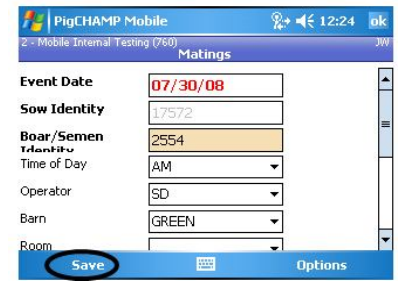 PigCHAMP Mobile 12:24 ok
2 - Mobile Internal Testing (760) JW
Matings
Event Date 07/30/08
Sow Identity 17572
Boar/Semen
Identity 2554
Time of Day AM
Operator SD
Barn GREEN
Room
Save Options